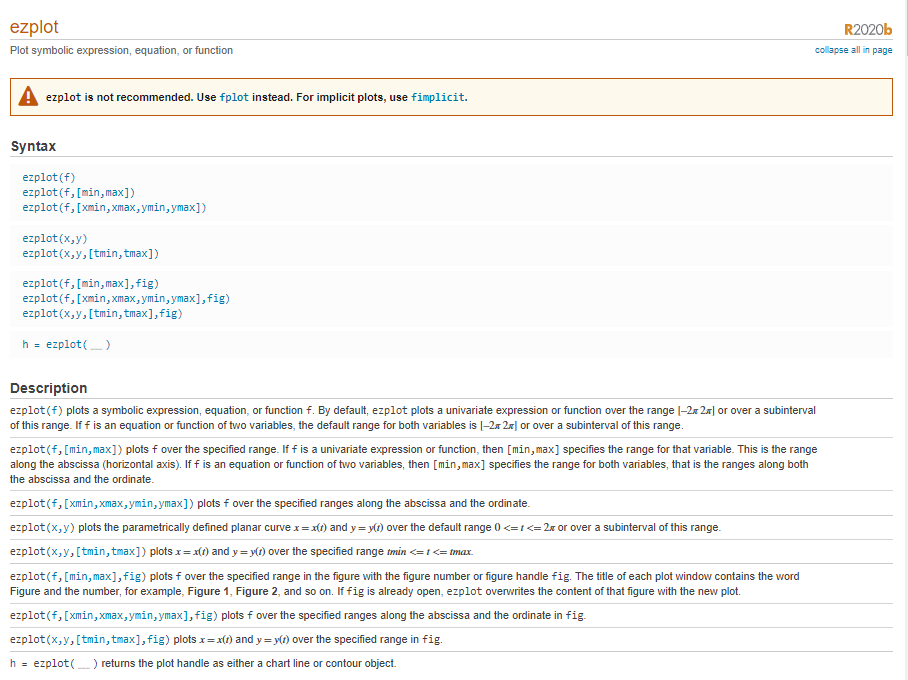 ezplot
R2020b
Plot symbolic expression, equation, or function
collapse all in page
ezplot is not recommended. Use fplot instead. For implicit plots, use fimplicit.
Syntax
ezplot(f)
ezplot(f,[min,max])
ezplot(f,[xmin,xmax,ymin,ymax])
ezplot(x,y)
ezplot(x,y,[tmin,tmax])
ezplot(f,[min,max],fig)
ezplot(f,[xmin,xmax,ymin,ymax],fig)
ezplot(x,y,[tmin,tmax],fig)
h = ezplot(__)
Description
ezplot(f) plots a symbolic expression, equation, or function f. By default, ezplot plots a univariate expression or function over the range [–2π 2π] or over a subinterval
of this range. If f is an equation or function of two variables, the default range for both variables is [–2π 2π] or over a subinterval of this range.
ezplot(f,[min,max]) plots f over the specified range. If f is a univariate expression or function, then [min,max] specifies the range for that variable. This is the range
along the abscissa (horizontal axis). If f is an equation or function of two variables, then [min,max] specifies the range for both variables, that is the ranges along both
the abscissa and the ordinate.
ezplot(f,[xmin,xmax,ymin,ymax]) plots f over the specified ranges along the abscissa and the ordinate.
ezplot(x,y) plots the parametrically defined planar curve x = x(t) and y = y(t) over the default range 0 <= t <= 2π or over a subinterval of this range.
ezplot(x,y,[tmin,tmax]) plots x = x(t) and y = y(t) over the specified range tmin <= t <= tmax.
ezplot(f,[min,max],fig) plots f over the specified range in the figure with the figure number or figure handle fig. The title of each plot window contains the word
Figure and the number, for example, Figure 1, Figure 2, and so on. If fig is already open, ezplot overwrites the content of that figure with the new plot.
ezplot(f,[xmin,xmax,ymin,ymax],fig) plots f over the specified ranges along the abscissa and the ordinate in fig.
ezplot(x,y,[tmin,tmax],fig) plots x = x(t) and y = y(t) over the specified range in fig.
h = ezplot(__) returns the plot handle as either a chart line or contour object.